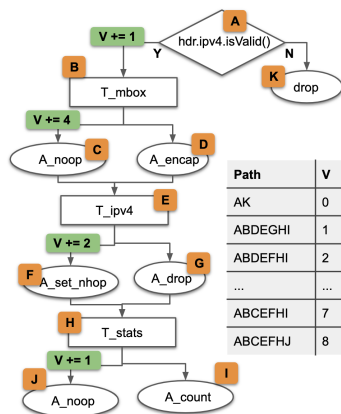 A
V += 1
hdr.ipv4.isValid()
Y
N
B
K
T_mbox
drop
V += 4
C
D
A_noop
A_encap
E
T_ipv4
V += 2
F
G
A_set_nhop
A_drop
H
T_stats
V += 1
J
I
A_noop
A_count
Path V
AK 0
ABDEGHI 1
ABDEFHI 2
... ...
ABCEFHI 7
ABCEFHJ 8